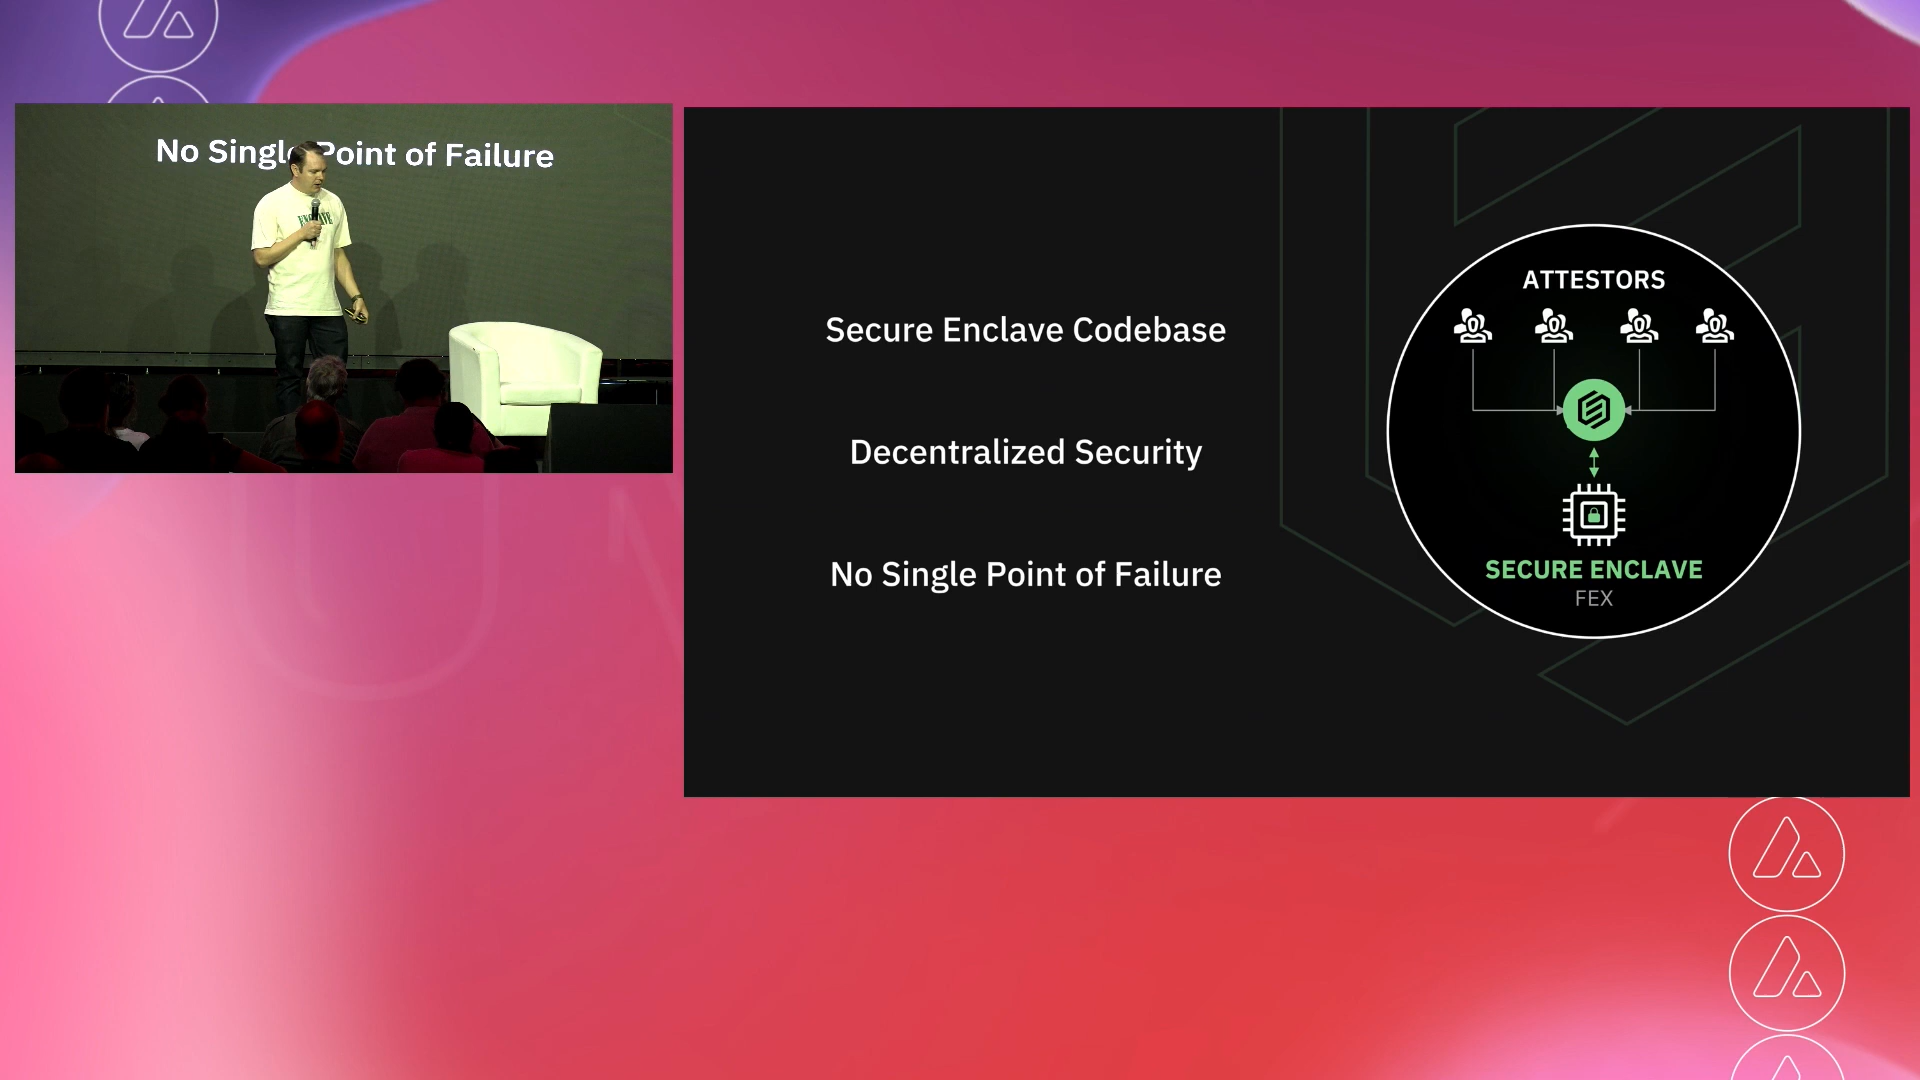 No Single Point of Failure
ENCLAVE
Secure Enclave Codebase
Decentralized Security
No Single Point of Failure
ATTESTORS
SECURE ENCLAVE
FEX